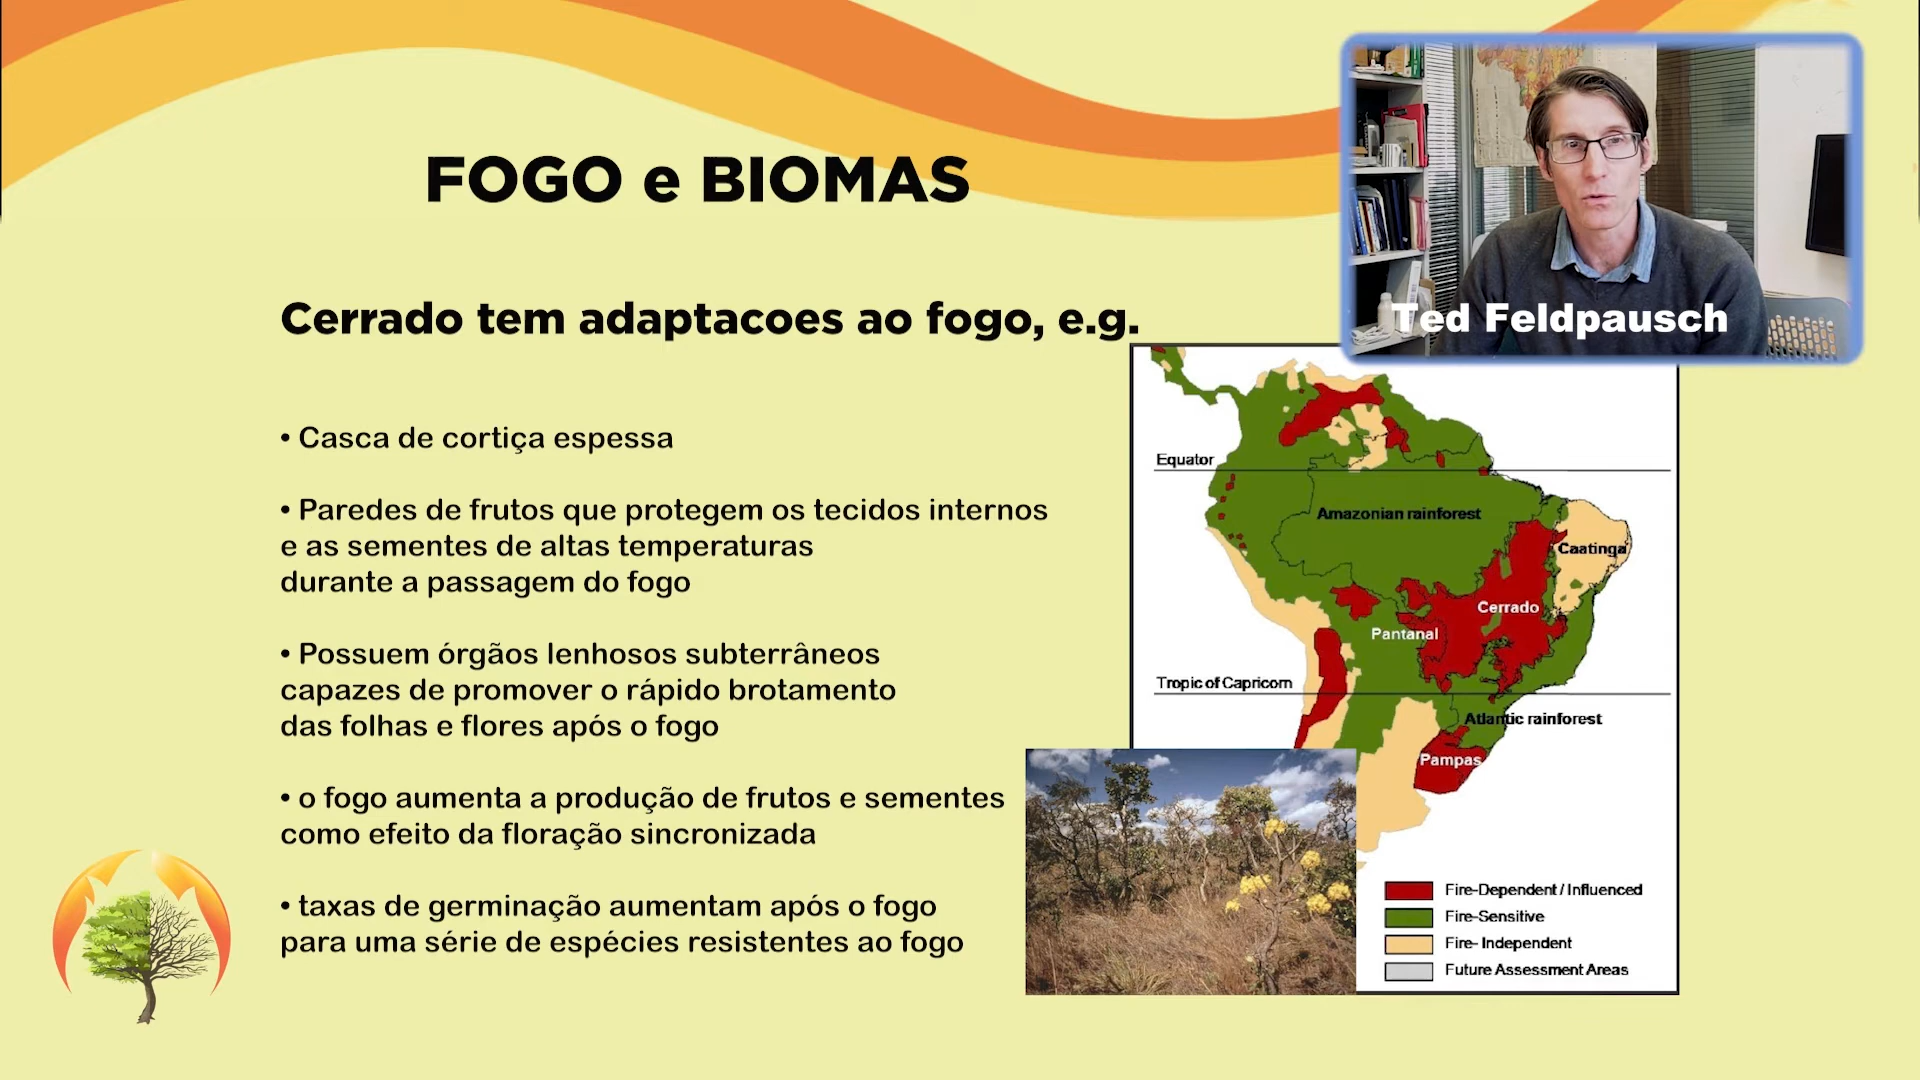 FOGO e BIOMAS
Ted Feldpausch
Cerrado tem adaptacoes ao fogo, e.g.
• Casca de cortiça espessa
• Paredes de frutos que protegem os tecidos internos
e as sementes de altas temperaturas
durante a passagem do fogo
• Possuem órgãos lenhosos subterrâneos
capazes de promover o rápido brotamento
das folhas e flores após o fogo
• o fogo aumenta a produção de frutos e sementes
como efeito da floração sincronizada
• taxas de germinação aumentam após o fogo
para uma série de espécies resistentes ao fogo
Equator
Amazonian rainforest
Caatinga
Cerrado
Pantanal
Tropic of Capricorn
Atlantic rainforest
Pampas
Fire-Dependent / Influenced
Fire-Sensitive
Fire- Independent
Future Assessment Areas